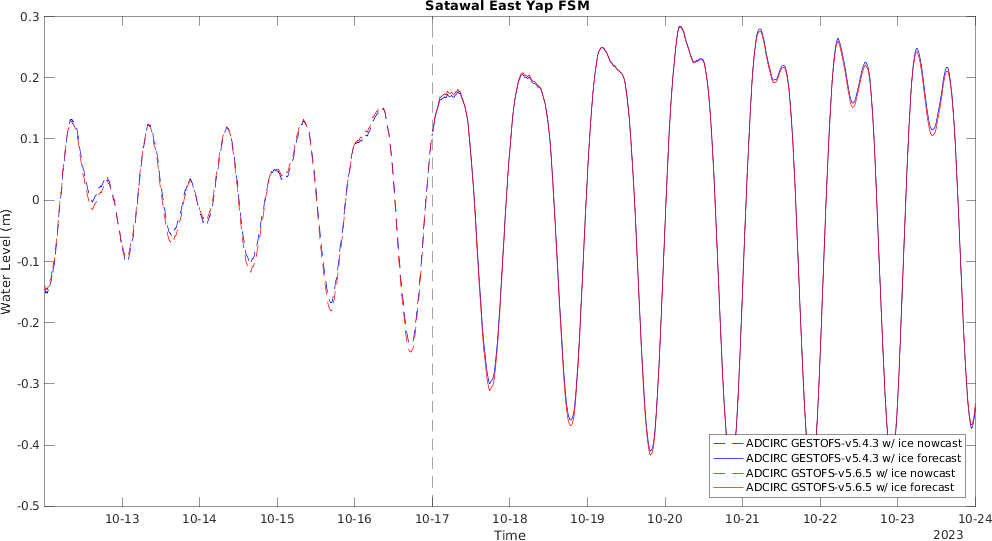 Satawal East Yap FSM
0.3
0.2
0.1
0
-0.1
-0.2
-0.3
-0.4
-0.5
Water Level (m)
10-13 10-14 10-15 10-16 10-17 10-18 10-19 10-20 10-21 10-22 10-23 10-24
Time
2023
ADCIRC GESTOFS-v5.4.3 w/ ice nowcast
ADCIRC GESTOFS-v5.4.3 w/ ice forecast
ADCIRC GSTOFS-v5.6.5 w/ ice nowcast
ADCIRC GSTOFS-v5.6.5 w/ ice forecast